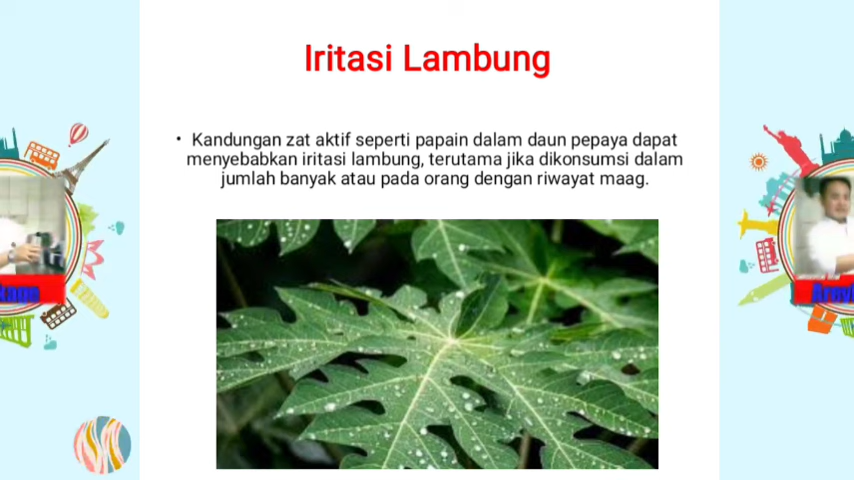 Iritasi Lambung
• Kandungan zat aktif seperti papain dalam daun pepaya dapat
menyebabkan iritasi lambung, terutama jika dikonsumsi dalam
jumlah banyak atau pada orang dengan riwayat maag.